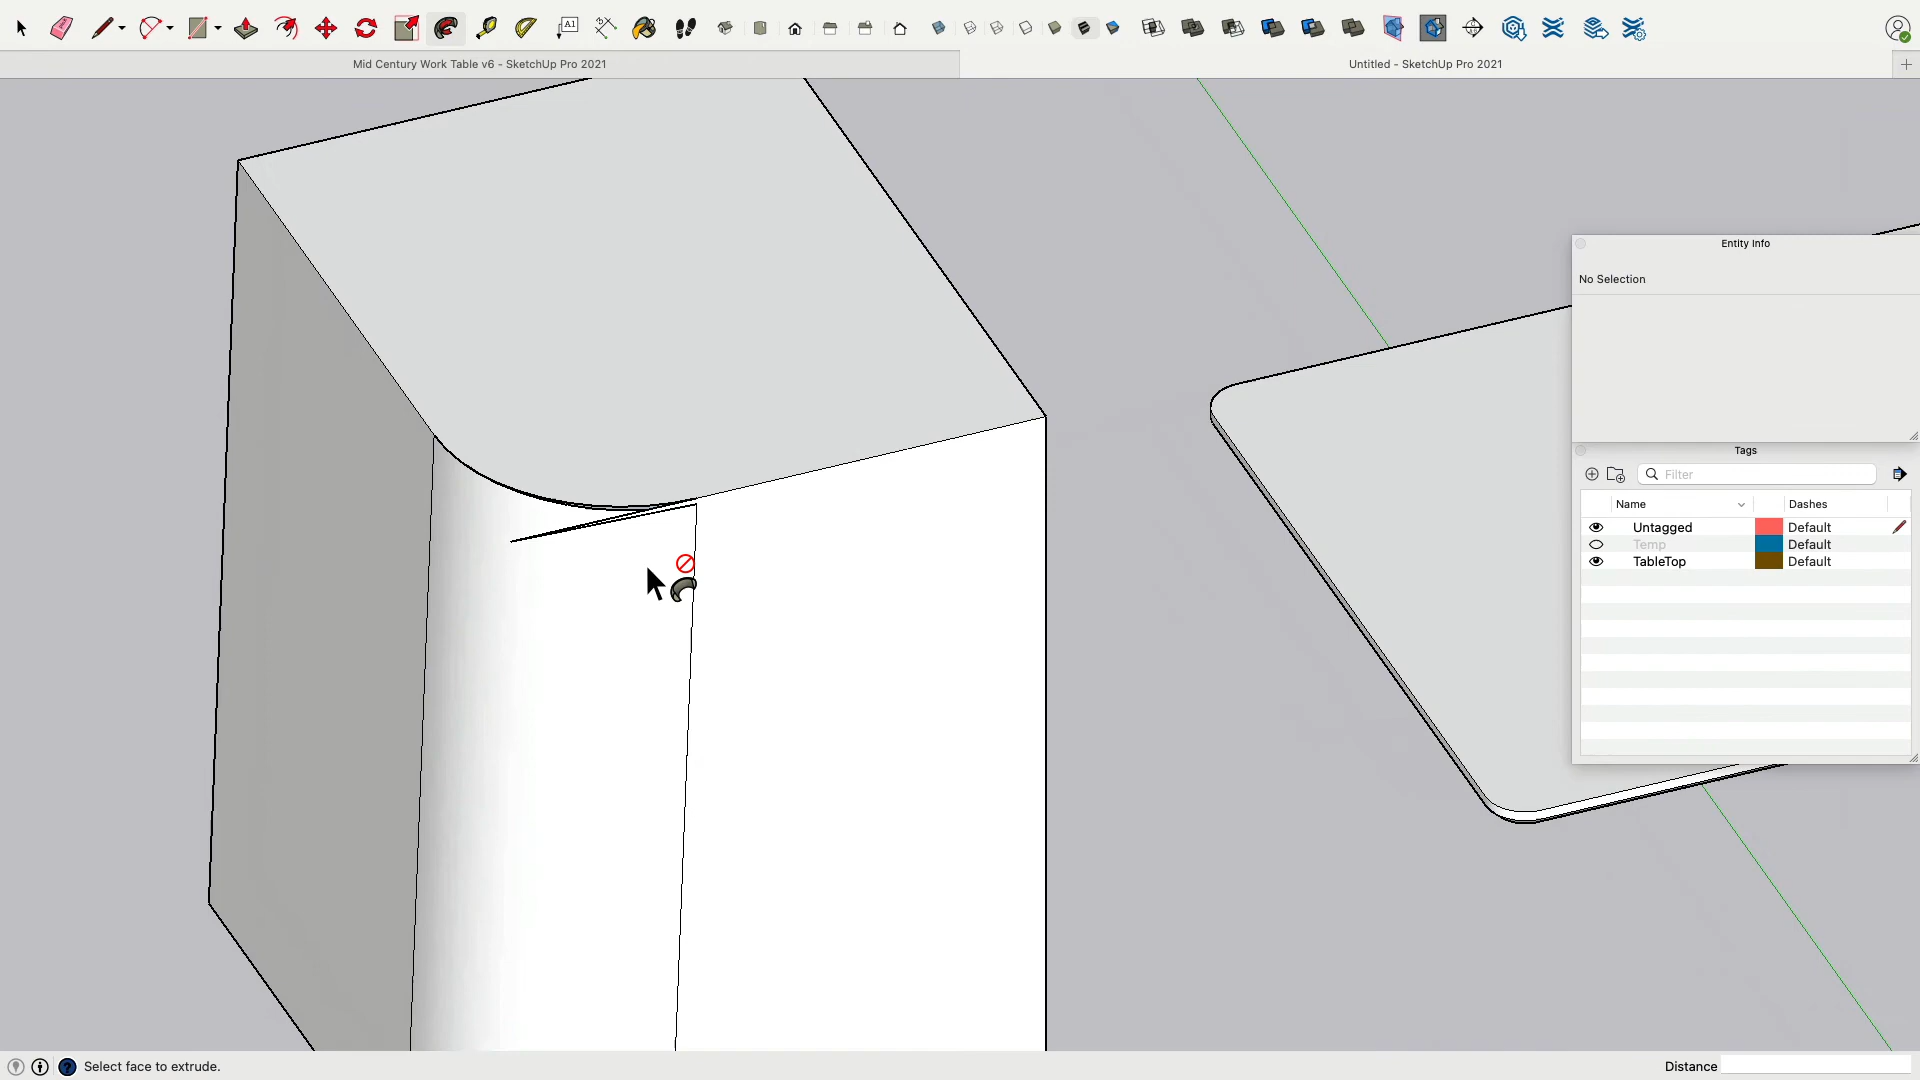 A1
Mid Century Work Table v6 - SketchUp Pro 2021
Untitled - SketchUp Pro 2021
Entity Info
No Selection
Tags
Filter
Name Dashes
Untagged Default
Temp Default
TableTop Default
Select face to extrude.
Distance